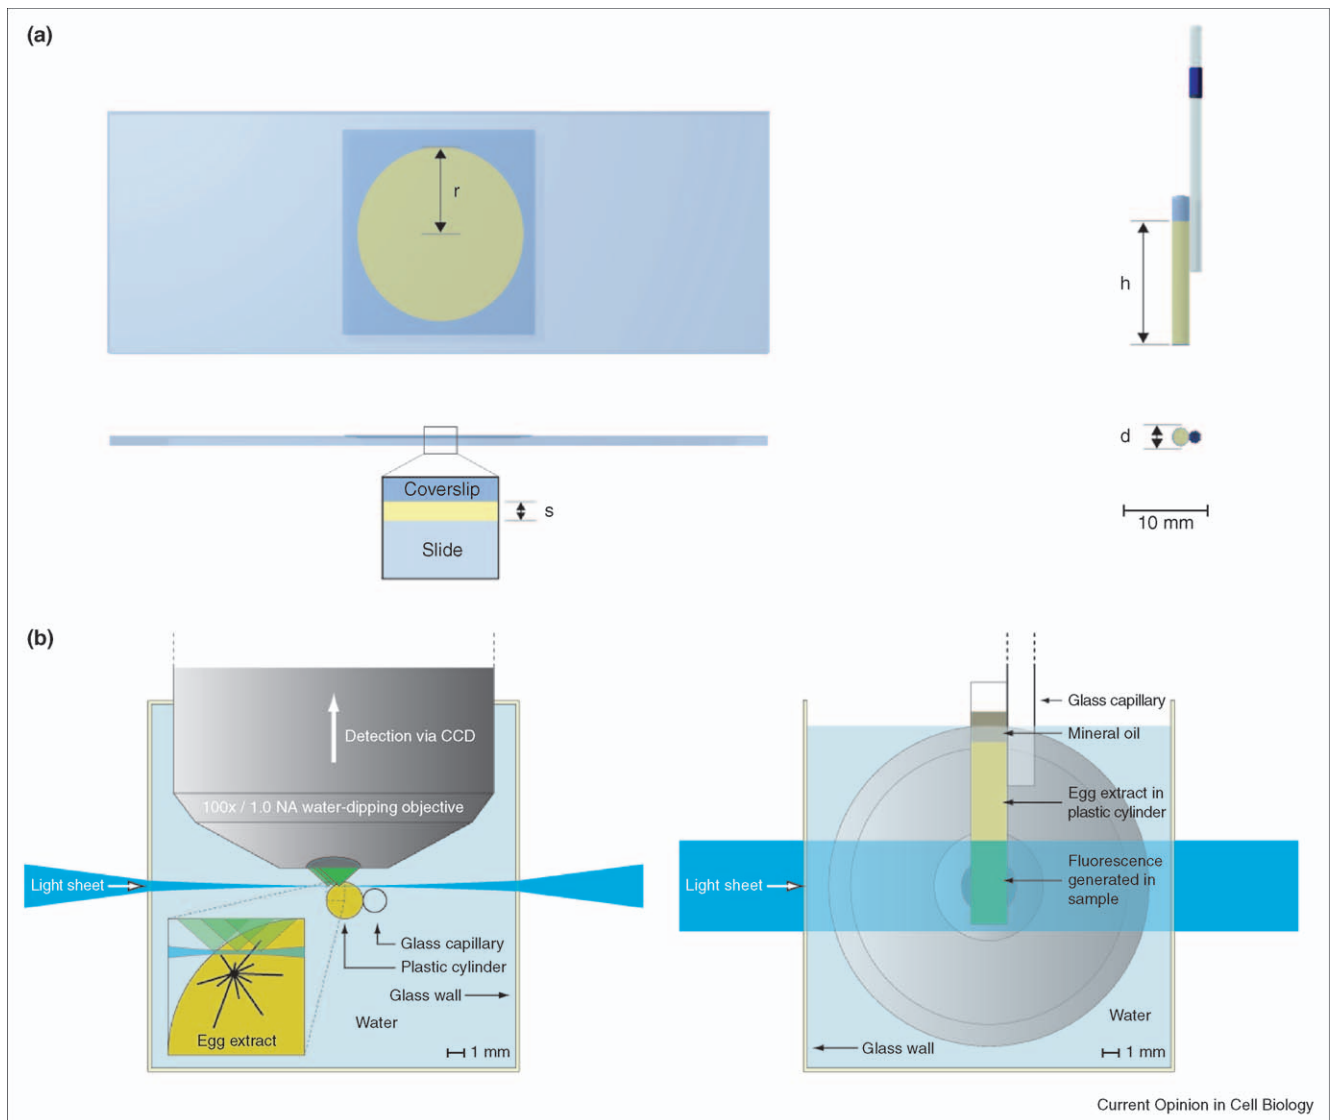 (a)
r
h
d
10 mm
Coverslip
s
Slide
(b)
Detection via CCD
100x / 1.0 NA water-dipping objective
Light sheet
Glass capillary
Plastic cylinder
Glass wall
Water
Egg extract
1 mm
Glass capillary
Mineral oil
Egg extract in
plastic cylinder
Light sheet
Fluorescence
generated in
sample
Water
Glass wall
1 mm
Current Opinion in Cell Biology